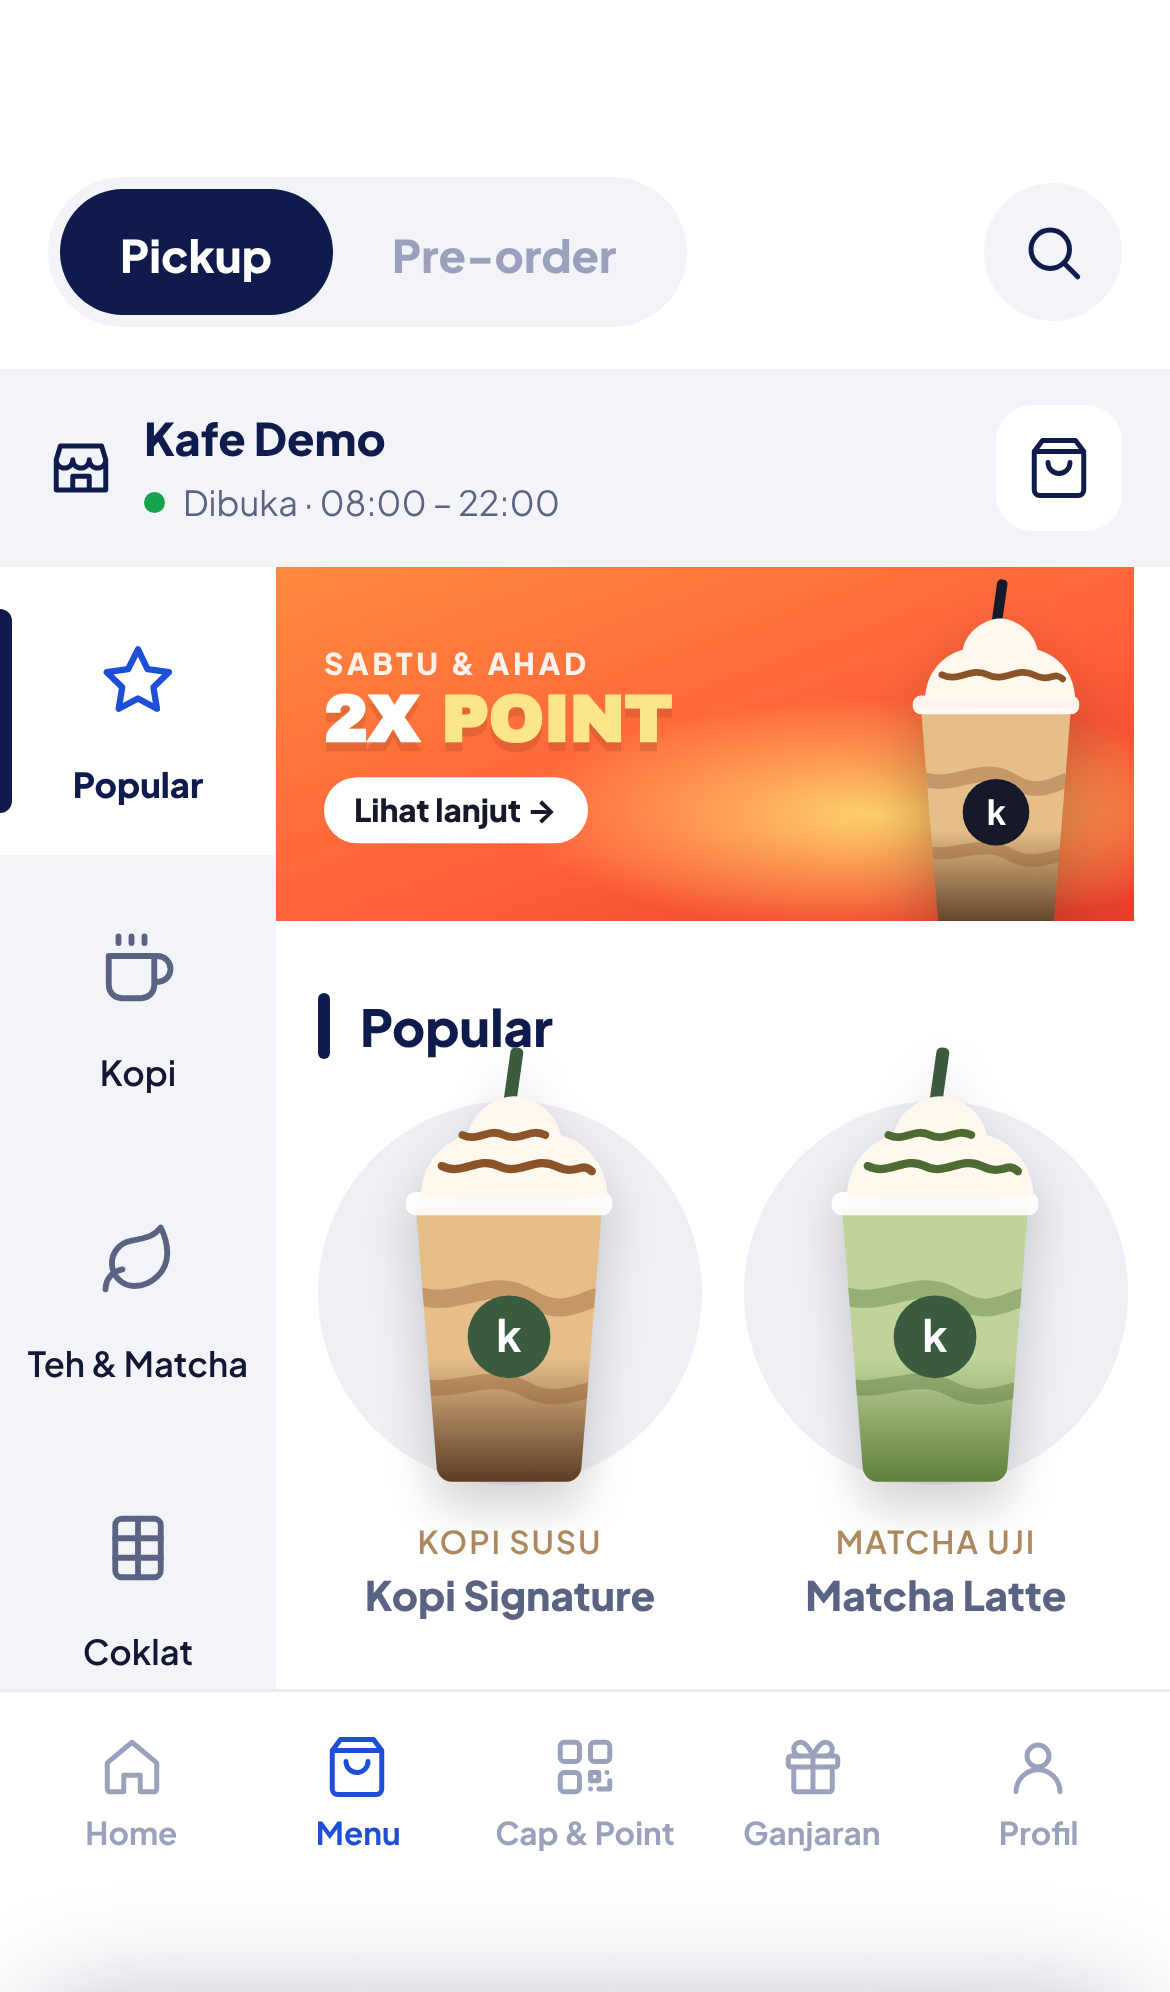 Pickup
Pre-order
Kafe Demo
Dibuka · 08:00 – 22:00
Popular
Kopi
Teh & Matcha
Coklat
SABTU & AHAD
2X POINT
Lihat lanjut →
k
Popular
k
k
KOPI SUSU
Kopi Signature
MATCHA UJI
Matcha Latte
Home
Menu
Cap & Point
Ganjaran
Profil